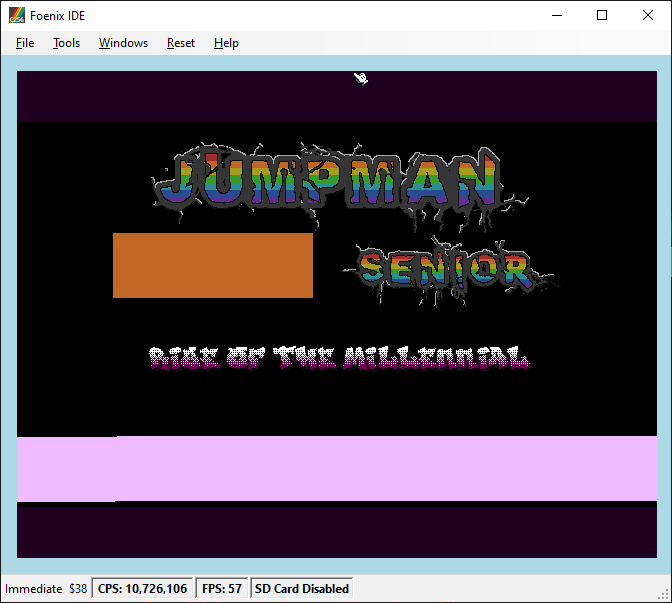 Foenix IDE
File Tools Windows Reset Help
JUMPMAN
SENIOR
RISE OF THE MILLENNIAL
Immediate $38 CPS: 10,726,106 FPS: 57 SD Card Disabled